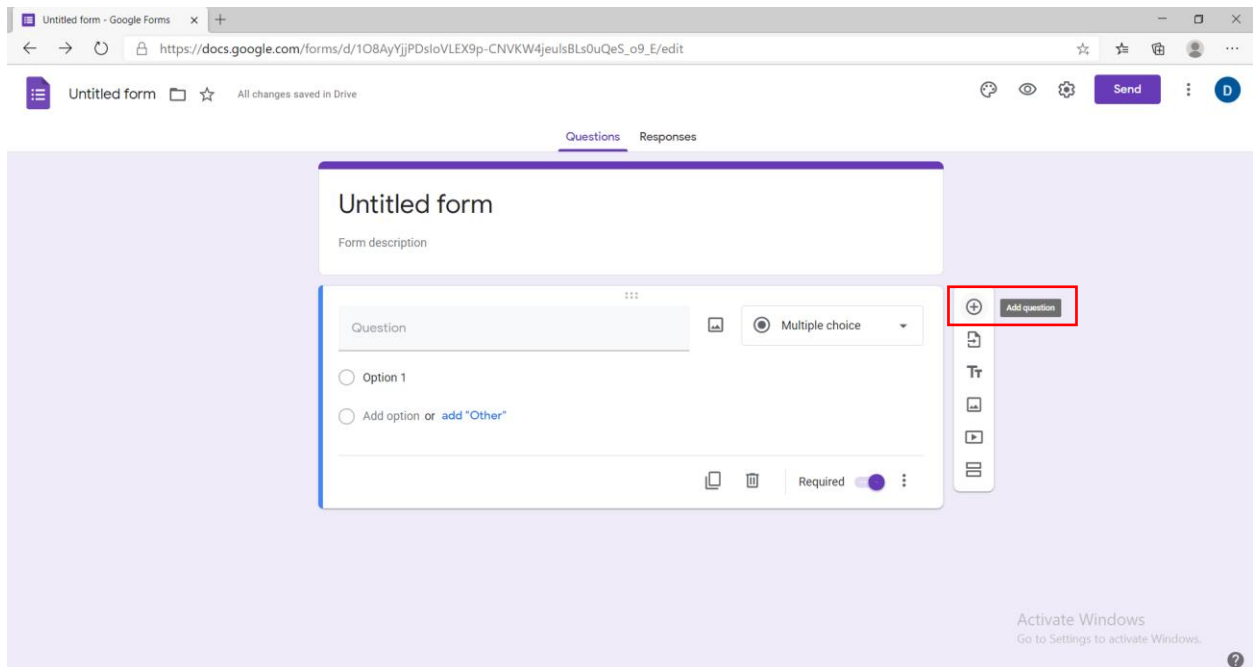 Untitled form - Google Forms
https://docs.google.com/forms/d/1O8AyYjjPDsIoVLEX9p-CNVKW4jeulsBLs0uQeS_o9_E/edit
Untitled form All changes saved in Drive Send D
Questions Responses
Untitled form
Form description
Question Multiple choice
Add question
Option 1
Tт
Add option or add "Other"
Required
Activate Windows
Go to Settings to activate Windows.